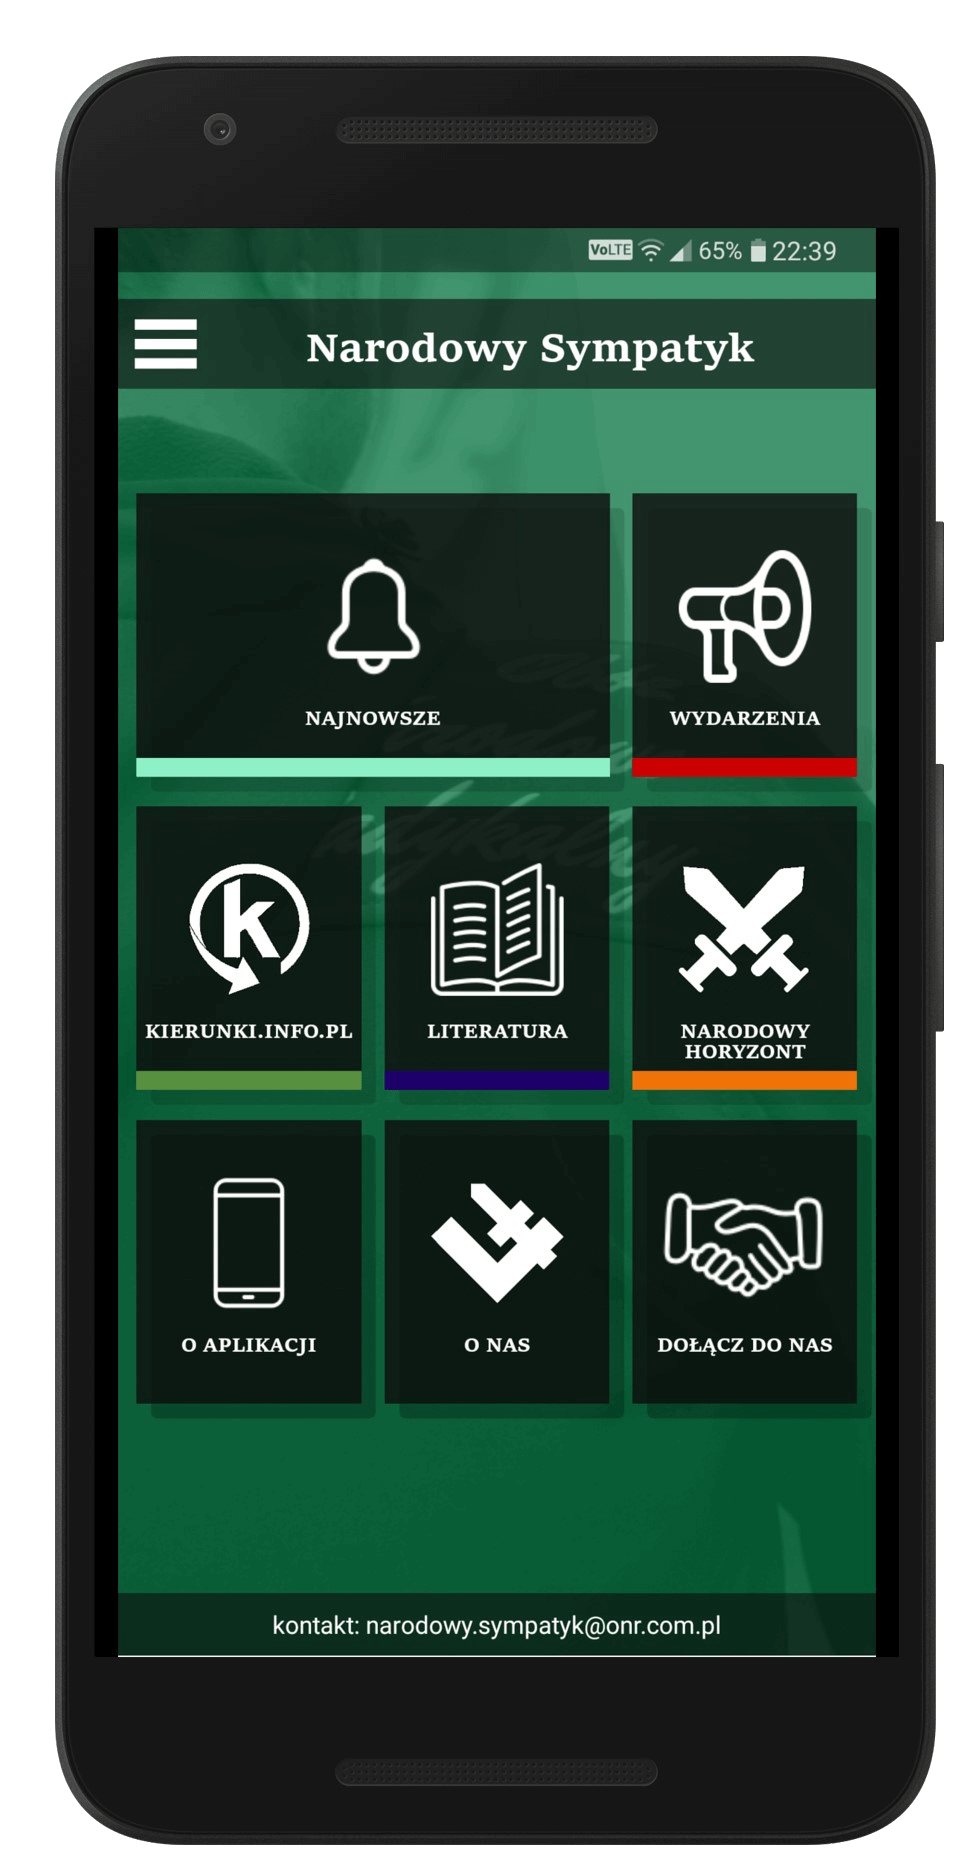 VoLTE 65% 22:39
Narodowy Sympatyk
NAJNOWSZE
WYDARZENIA
k
KIERUNKI.INFO.PL
LITERATURA
NARODOWY
HORYZONT
O APLIKACJI
O NAS
DOŁĄCZ DO NAS
kontakt: narodowy.sympatyk@onr.com.pl